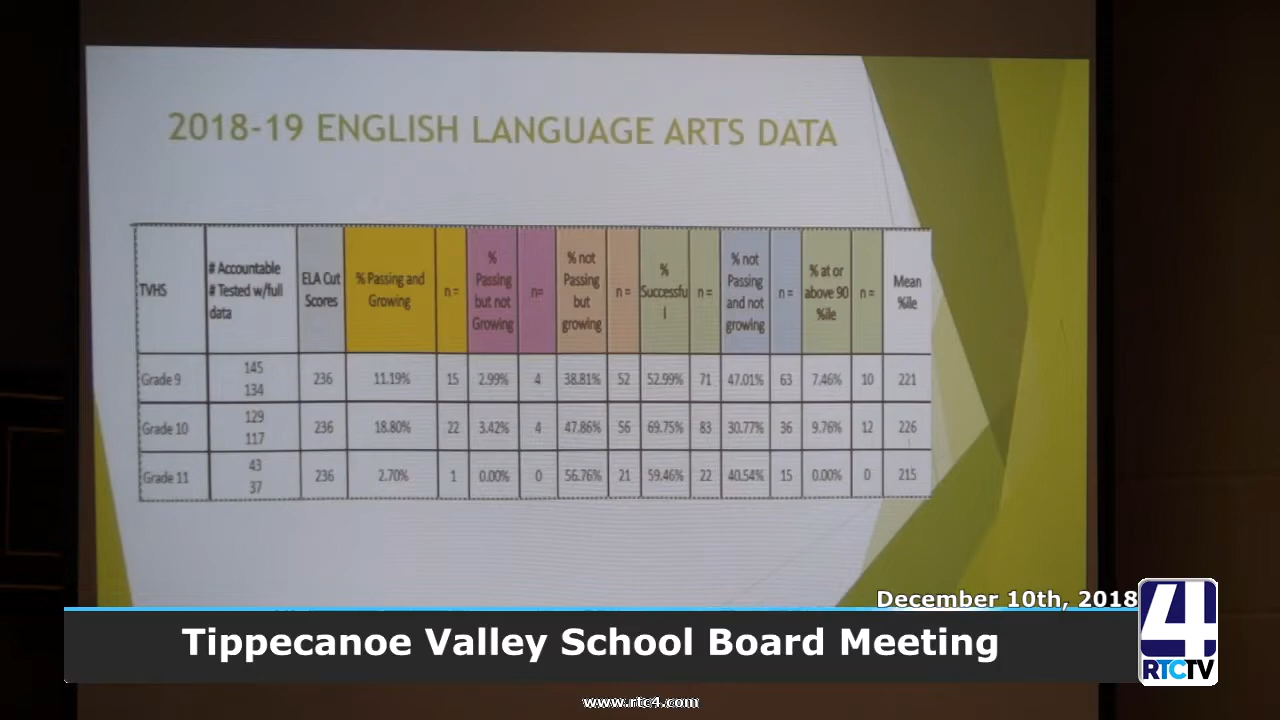 2018-19 ENGLISH LANGUAGE ARTS DATA
TVHS
# Accountable
# Tested w/full
data
ELA Cut
Scores
% Passing and
Growing
n =
%
Passing
but not
Growing
n=
% not
Passing
but
growing
n =
%
Successfu
l
n =
% not
Passing
and not
growing
n =
% at or
above 90
%ile
n =
Mean
%ile
Grade 9
145
134
236 11.19% 15 2.99% 4 38.81% 52 52.99% 71 47.01% 63 7.46% 10 221
Grade 10
129
117
236 18.80% 22 3.42% 4 47.86% 56 69.75% 83 30.77% 36 9.76% 12 226
Grade 11
43
37
236 2.70% 1 0.00% 0 56.76% 21 59.46% 22 40.54% 15 0.00% 0 215
December 10th, 2018
Tippecanoe Valley School Board Meeting
4
RTCTV
www.rtc4.com